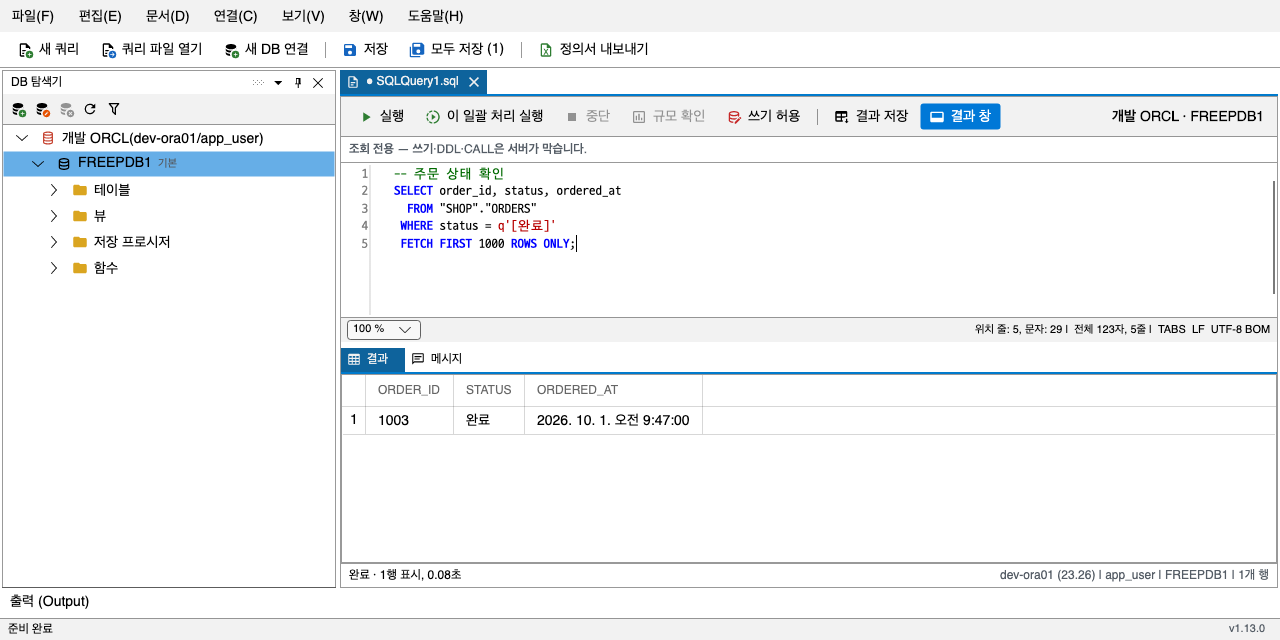 파일(F) 편집(E) 문서(D) 연결(C) 보기(V) 창(W) 도움말(H)
새 쿼리 쿼리 파일 열기 새 DB 연결 저장 모두 저장 (1) 정의서 내보내기
DB 탐색기
개발 ORCL(dev-ora01/app_user)
FREEPDB1 기본
테이블
뷰
저장 프로시저
함수
● SQLQuery1.sql
실행 이 일괄 처리 실행 중단 규모 확인 쓰기 허용 결과 저장 결과 창 개발 ORCL · FREEPDB1
조회 전용 — 쓰기·DDL·CALL은 서버가 막습니다.
1 -- 주문 상태 확인
2 SELECT order_id, status, ordered_at
3 FROM "SHOP"."ORDERS"
4 WHERE status = q'[완료]'
5 FETCH FIRST 1000 ROWS ONLY;
100 % 위치 줄: 5, 문자: 29 | 전체 123자, 5줄 | TABS LF UTF-8 BOM
결과 메시지
ORDER_ID STATUS ORDERED_AT
1 1003 완료 2026. 10. 1. 오전 9:47:00
완료 · 1행 표시, 0.08초 dev-ora01 (23.26) | app_user | FREEPDB1 | 1개 행
출력 (Output)
준비 완료 v1.13.0